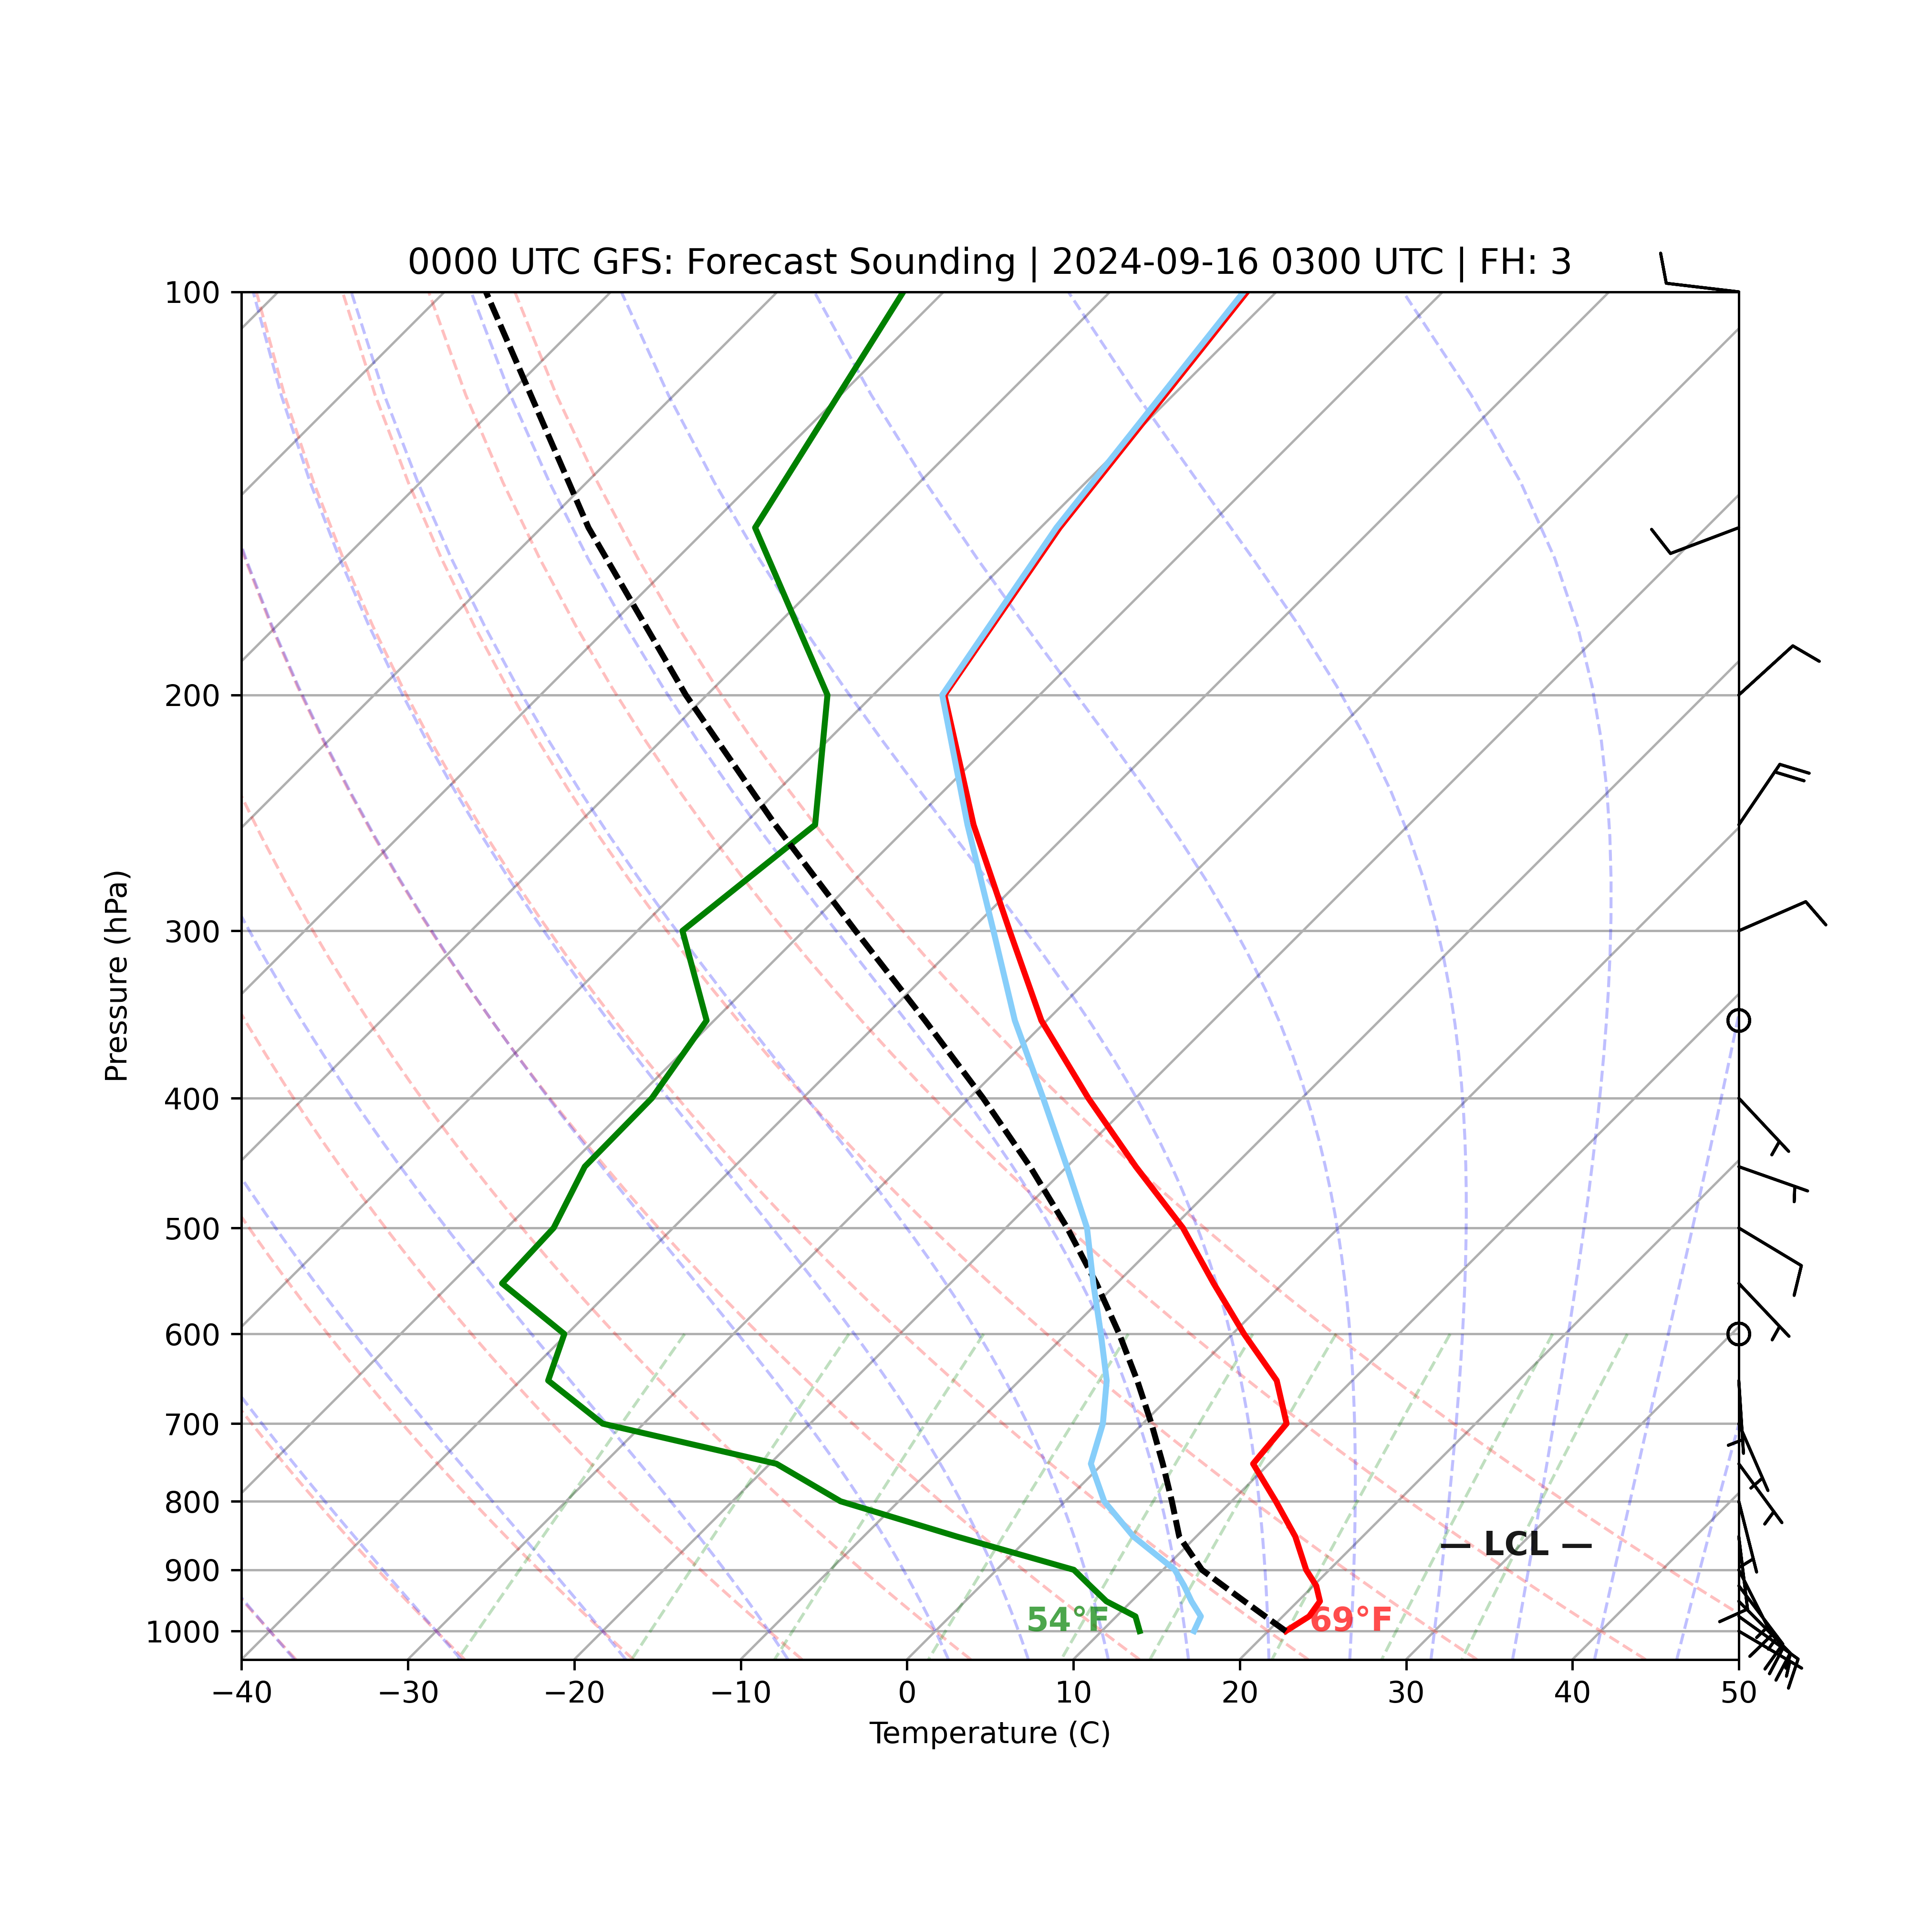 0000 UTC GFS: Forecast Sounding | 2024-09-16 0300 UTC | FH: 3
100
200
300
400
500
600
700
800
900
1000
Pressure (hPa)
— LCL —
54°F
69°F
−40 −30 −20 −10 0 10 20 30 40 50
Temperature (C)